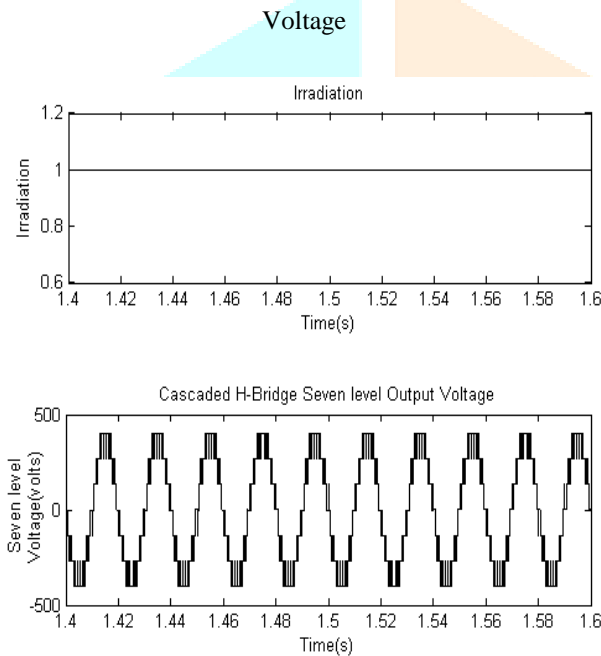 Voltage
Irradiation
1.2
1
0.8
0.6
Irradiation
1.4 1.42 1.44 1.46 1.48 1.5 1.52 1.54 1.56 1.58 1.6
Time(s)
Cascaded H-Bridge Seven level Output Voltage
500
0
-500
Seven level
Voltage(volts)
1.4 1.42 1.44 1.46 1.48 1.5 1.52 1.54 1.56 1.58 1.6
Time(s)